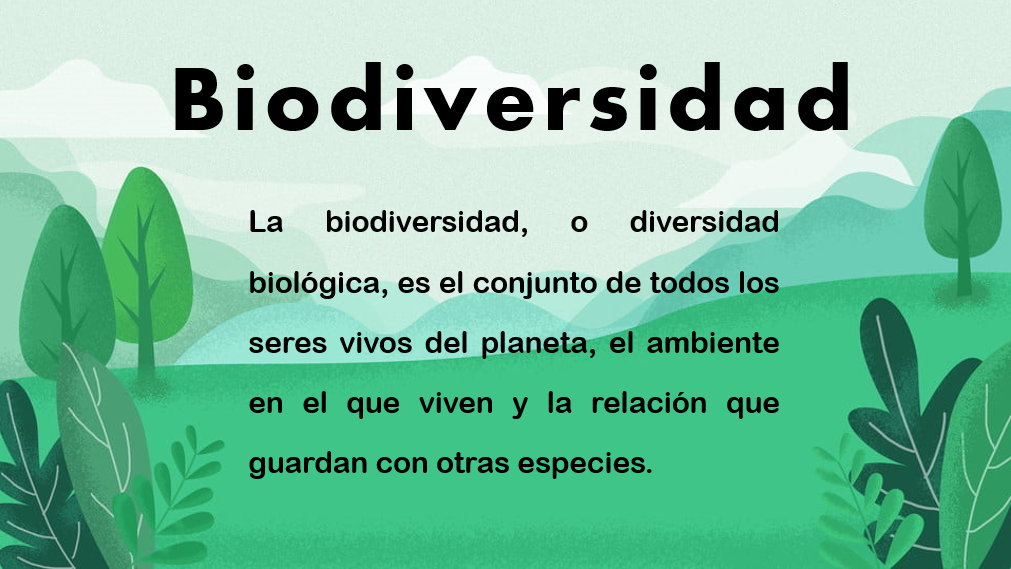 Biodiversidad
La biodiversidad, o diversidad
biológica, es el conjunto de todos los
seres vivos del planeta, el ambiente
en el que viven y la relación que
guardan con otras especies.